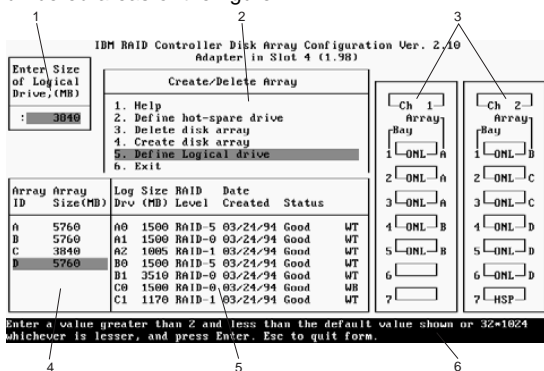 1
2
3
IBM RAID Controller Disk Array Configuration Ver. 2.10
Adapter in Slot 4 (1.98)
Enter Size
of Logical
Drive,(MB)
: 3840
Create/Delete Array
1. Help
2. Define hot-spare drive
3. Delete disk array
4. Create disk array
5. Define Logical drive
6. Exit
Array Array
ID Size(MB)
A 5760
B 5760
C 3840
D 5760
Log Size RAID Date
Drv (MB) Level Created Status
A0 1500 RAID-5 03/24/94 Good WT
A1 1500 RAID-0 03/24/94 Good WT
A2 1005 RAID-1 03/24/94 Good WT
B0 1500 RAID-5 03/24/94 Good WT
B1 3510 RAID-0 03/24/94 Good WT
C0 1500 RAID-0 03/24/94 Good WB
C1 1170 RAID-1 03/24/94 Good WT
Ch 1
Array
Bay
1 ONL A
2 ONL A
3 ONL A
4 ONL B
5 ONL B
6
7
Ch 2
Array
Bay
1 ONL B
2 ONL C
3 ONL C
4 ONL D
5 ONL D
6 ONL D
7 HSP
Enter a value greater than 2 and less than the default value shown or 32*1024
whichever is lesser, and press Enter. Esc to quit form.
4
5
6